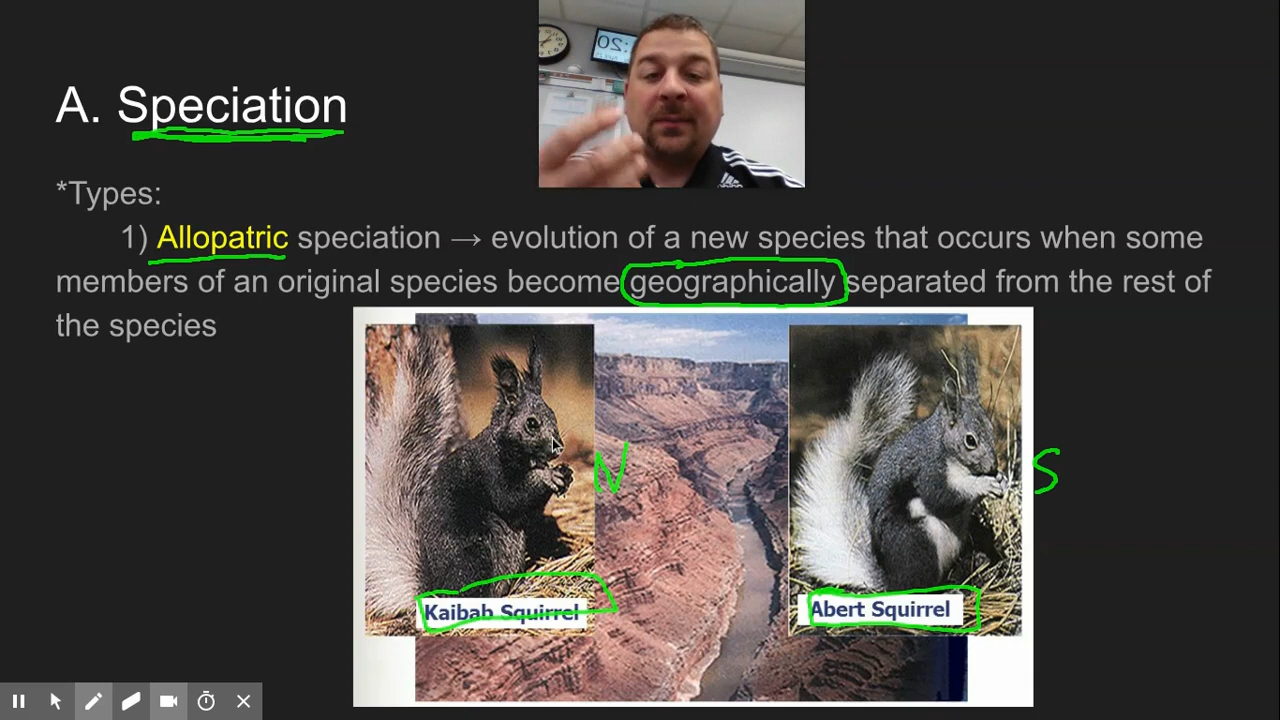 A. Speciation
*Types:
1) Allopatric speciation → evolution of a new species that occurs when some
members of an original species become geographically separated from the rest of
the species
N
S
Kaibab Squirrel
Abert Squirrel